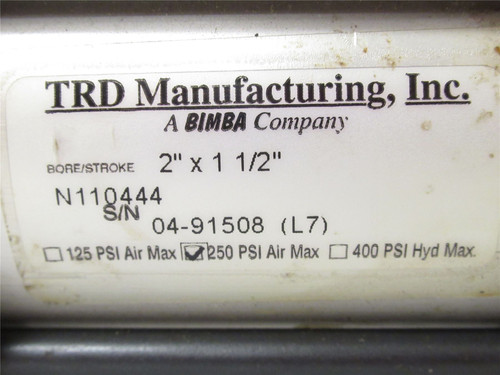 TRD Manufacturing, Inc.
A BIMBA Company
BORE/STROKE 2" x 1 1/2"
N110444
S/N 04-91508 (L7)
125 PSI Air Max 250 PSI Air Max 400 PSI Hyd Max.